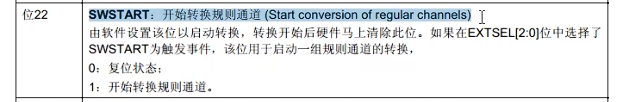 位22
SWSTART：开始转换规则通道 (Start conversion of regular channels)
由软件设置该位以启动转换，转换开始后硬件马上清除此位。如果在EXTSEL[2:0]位中选择了
SWSTART为触发事件，该位用于启动一组规则通道的转换，
0：复位状态；
1：开始转换规则通道。